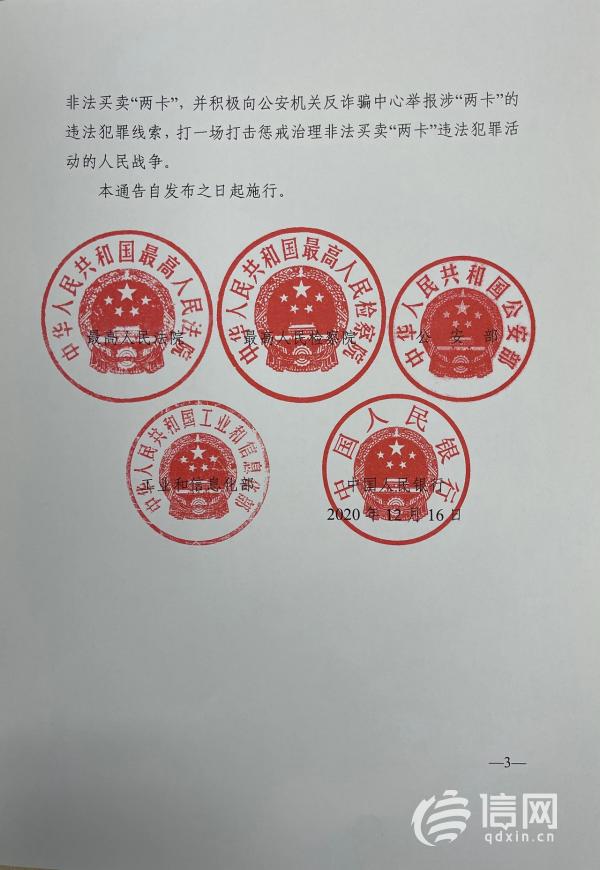 非法买卖“两卡”，并积极向公安机关反诈骗中心举报涉“两卡”的
违法犯罪线索，打一场打击惩戒治理非法买卖“两卡”违法犯罪活
动的人民战争。
本通告自发布之日起施行。
中华人民共和国最高人民法院
中华人民共和国最高人民检察院
中华人民共和国公安部
最高人民法院
最高人民检察院
公 安 部
中华人民共和国工业和信息化部
中国人民银行
工业和信息化部
中国人民银行
2020 年 12 月 16 日
—3—
信网
qdxin.cn